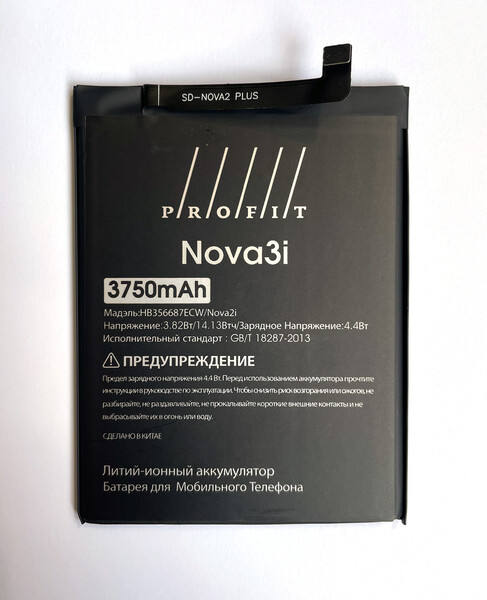 SD-NOVA2 PLUS
PROFIT
Nova3i
3750mAh
Мадэль:HB356687ECW/Nova2i
Напряжение:3.82Вт/14.13Втч/Зарядное Напряжение:4.4Вт
Исполнительный стандарт : GB/T 18287-2013
ПРЕДУПРЕЖДЕНИЕ
Предел зарядного напряжения 4.4 Вт. Перед использованием аккумулятора прочтите
инструкции в руководстве по эксплуатации. Чтобы снизить риск возгорания или ожогов, не
разбирайте, не раздавливайте, не прокалывайте короткие внешние контакты и не
выбрасывайте их в огонь или воду.
СДЕЛАНО В КИТАЕ
Литий-ионный аккумулятор
Батарея для Мобильного Телефона